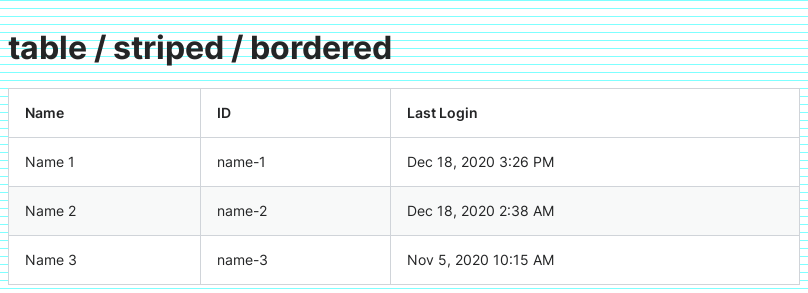 table / striped / bordered
Name ID Last Login
Name 1 name-1 Dec 18, 2020 3:26 PM
Name 2 name-2 Dec 18, 2020 2:38 AM
Name 3 name-3 Nov 5, 2020 10:15 AM